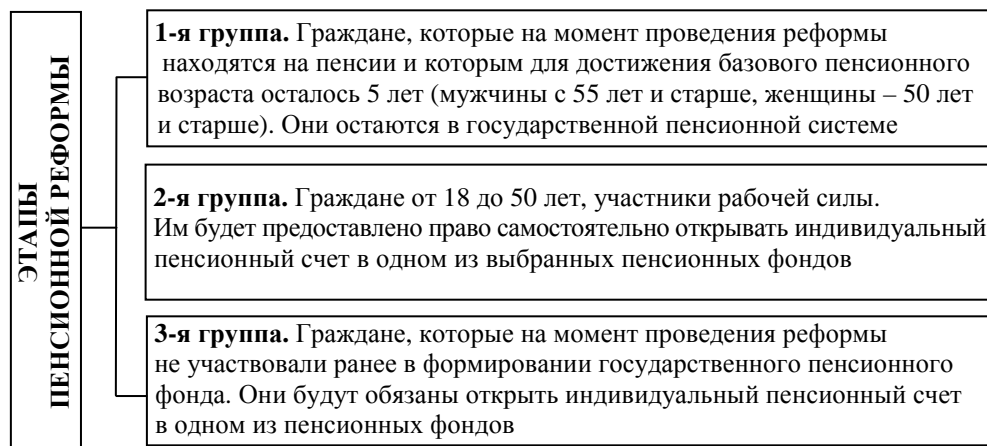 ЭТАПЫ
ПЕНСИОННОЙ РЕФОРМЫ
1-я группа. Граждане, которые на момент проведения реформы
находятся на пенсии и которым для достижения базового пенсионного
возраста осталось 5 лет (мужчины с 55 лет и старше, женщины – 50 лет
и старше). Они остаются в государственной пенсионной системе
2-я группа. Граждане от 18 до 50 лет, участники рабочей силы.
Им будет предоставлено право самостоятельно открывать индивидуальный
пенсионный счет в одном из выбранных пенсионных фондов
3-я группа. Граждане, которые на момент проведения реформы
не участвовали ранее в формировании государственного пенсионного
фонда. Они будут обязаны открыть индивидуальный пенсионный счет
в одном из пенсионных фондов